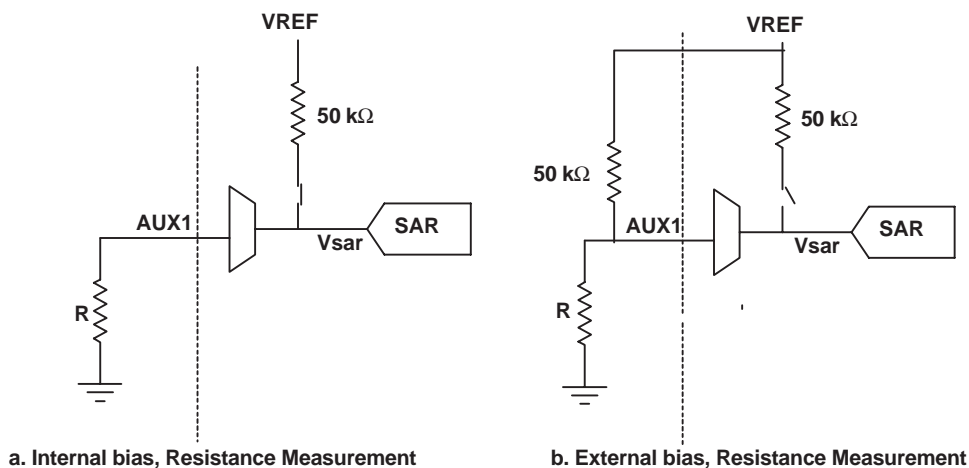 VREF
50 kΩ
AUX1
Vsar
SAR
R
a. Internal bias, Resistance Measurement
VREF
50 kΩ
50 kΩ
AUX1
Vsar
SAR
R
b. External bias, Resistance Measurement